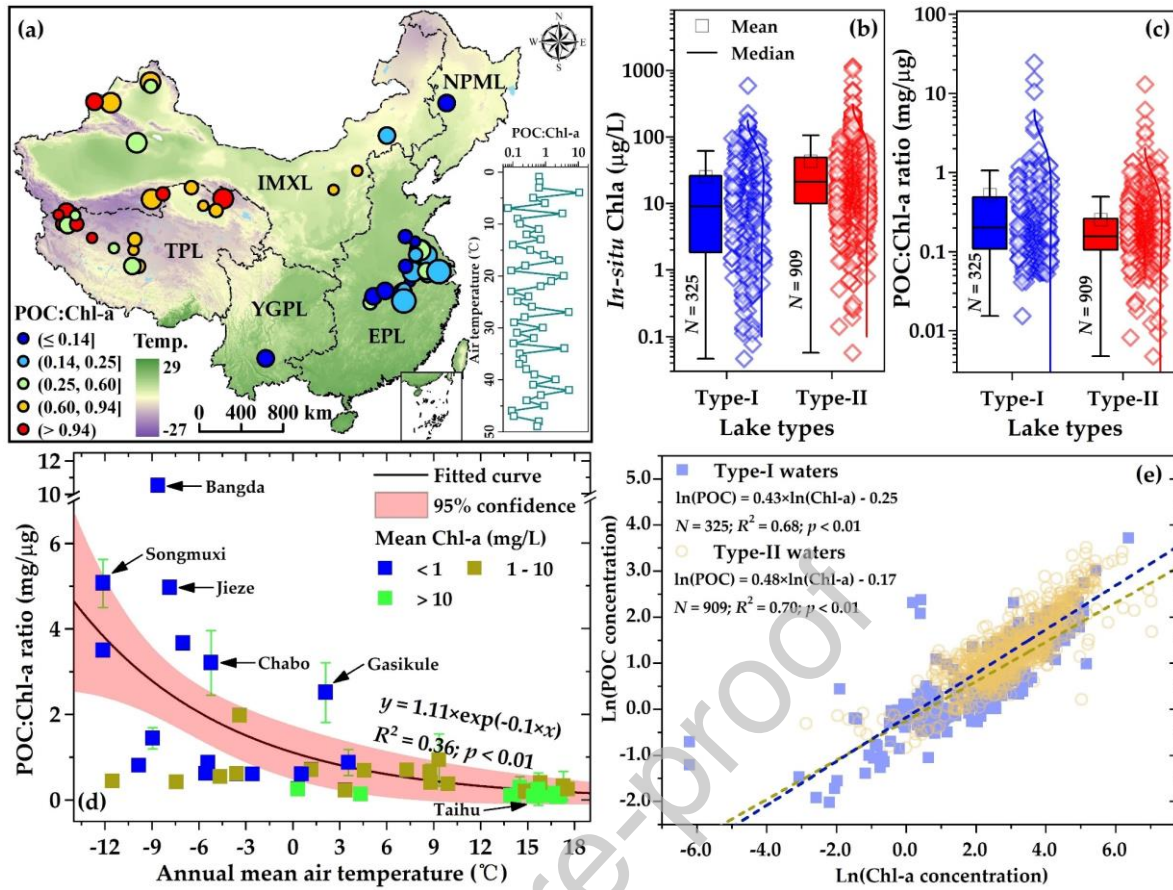 (a)
N
W
E
S
NPML
IMXL
TPL
YGPL
EPL
POC:Chl-a
(≤ 0.14]
(0.14, 0.25]
(0.25, 0.60]
(0.60, 0.94]
(> 0.94)
Temp.
29
-27
0 400 800 km
POC:Chl-a
0.1 1 10
0
10
20
30
40
50
Air temperature (℃)
(b)
Mean
Median
1000
100
10
1
0.1
In-situ Chla (μg/L)
N = 325
N = 909
Type-I Type-II
Lake types
(c)
100
10
1
0.1
0.01
POC:Chl-a ratio (mg/μg)
N = 325
N = 909
Type-I Type-II
Lake types
12
10
6
4
2
0
POC:Chl-a ratio (mg/μg)
Bangda
Songmuxi
Jieze
Chabo
Gasikule
Taihu
Fitted curve
95% confidence
Mean Chl-a (mg/L)
< 1 1 - 10
> 10
y = 1.11×exp(-0.1×x)
R² = 0.36; p < 0.01
(d)
-12 -9 -6 -3 0 3 6 9 12 15 18
Annual mean air temperature (℃)
(e)
Type-I waters
ln(POC) = 0.43×ln(Chl-a) - 0.25
N = 325; R² = 0.68; p < 0.01
Type-II waters
ln(POC) = 0.48×ln(Chl-a) - 0.17
N = 909; R² = 0.70; p < 0.01
5.0
4.0
3.0
2.0
1.0
0.0
-1.0
-2.0
Ln(POC concentration)
-6.0 -4.0 -2.0 0.0 2.0 4.0 6.0
Ln(Chl-a concentration)
re-proof